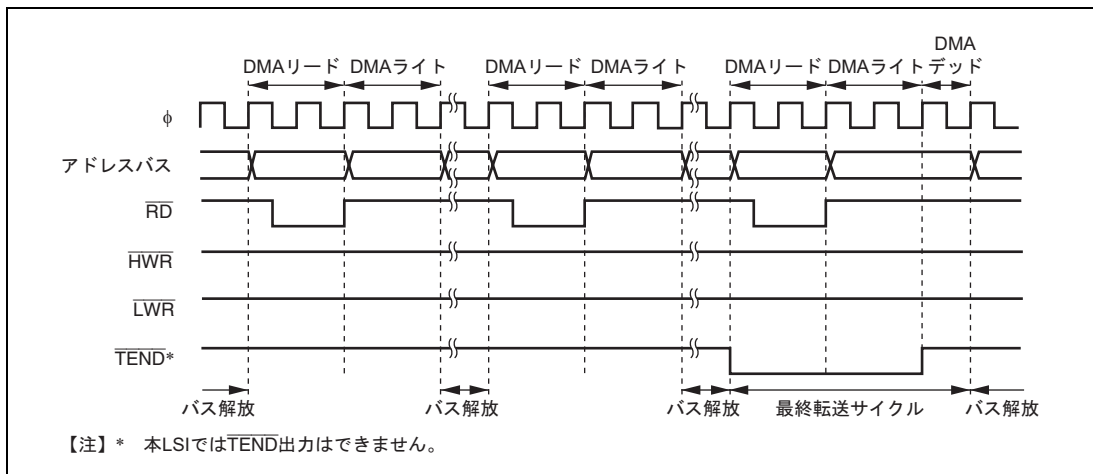 DMA
DMAリード DMAライト DMAリード DMAライト DMAリード DMAライト デッド
φ
アドレスバス
RD
HWR
LWR
TEND*
バス解放 バス解放 バス解放 最終転送サイクル バス解放
【注】* 本LSIではTEND出力はできません。